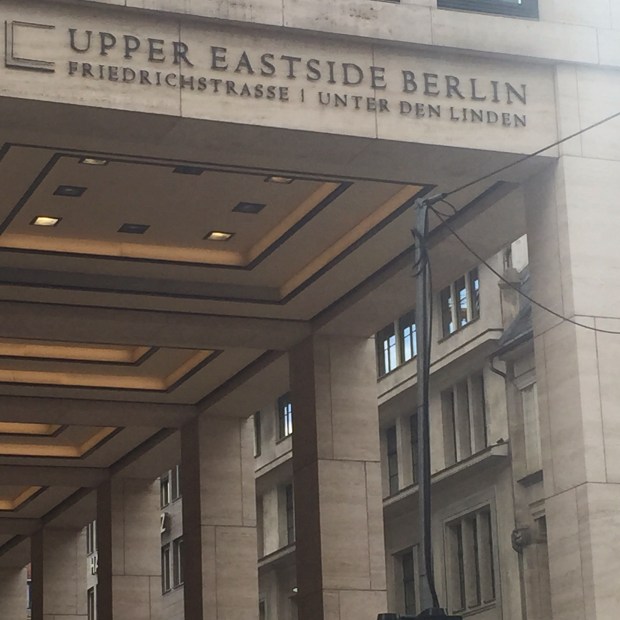 UPPER EASTSIDE BERLIN
FRIEDRICHSTRASSE | UNTER DEN LINDEN